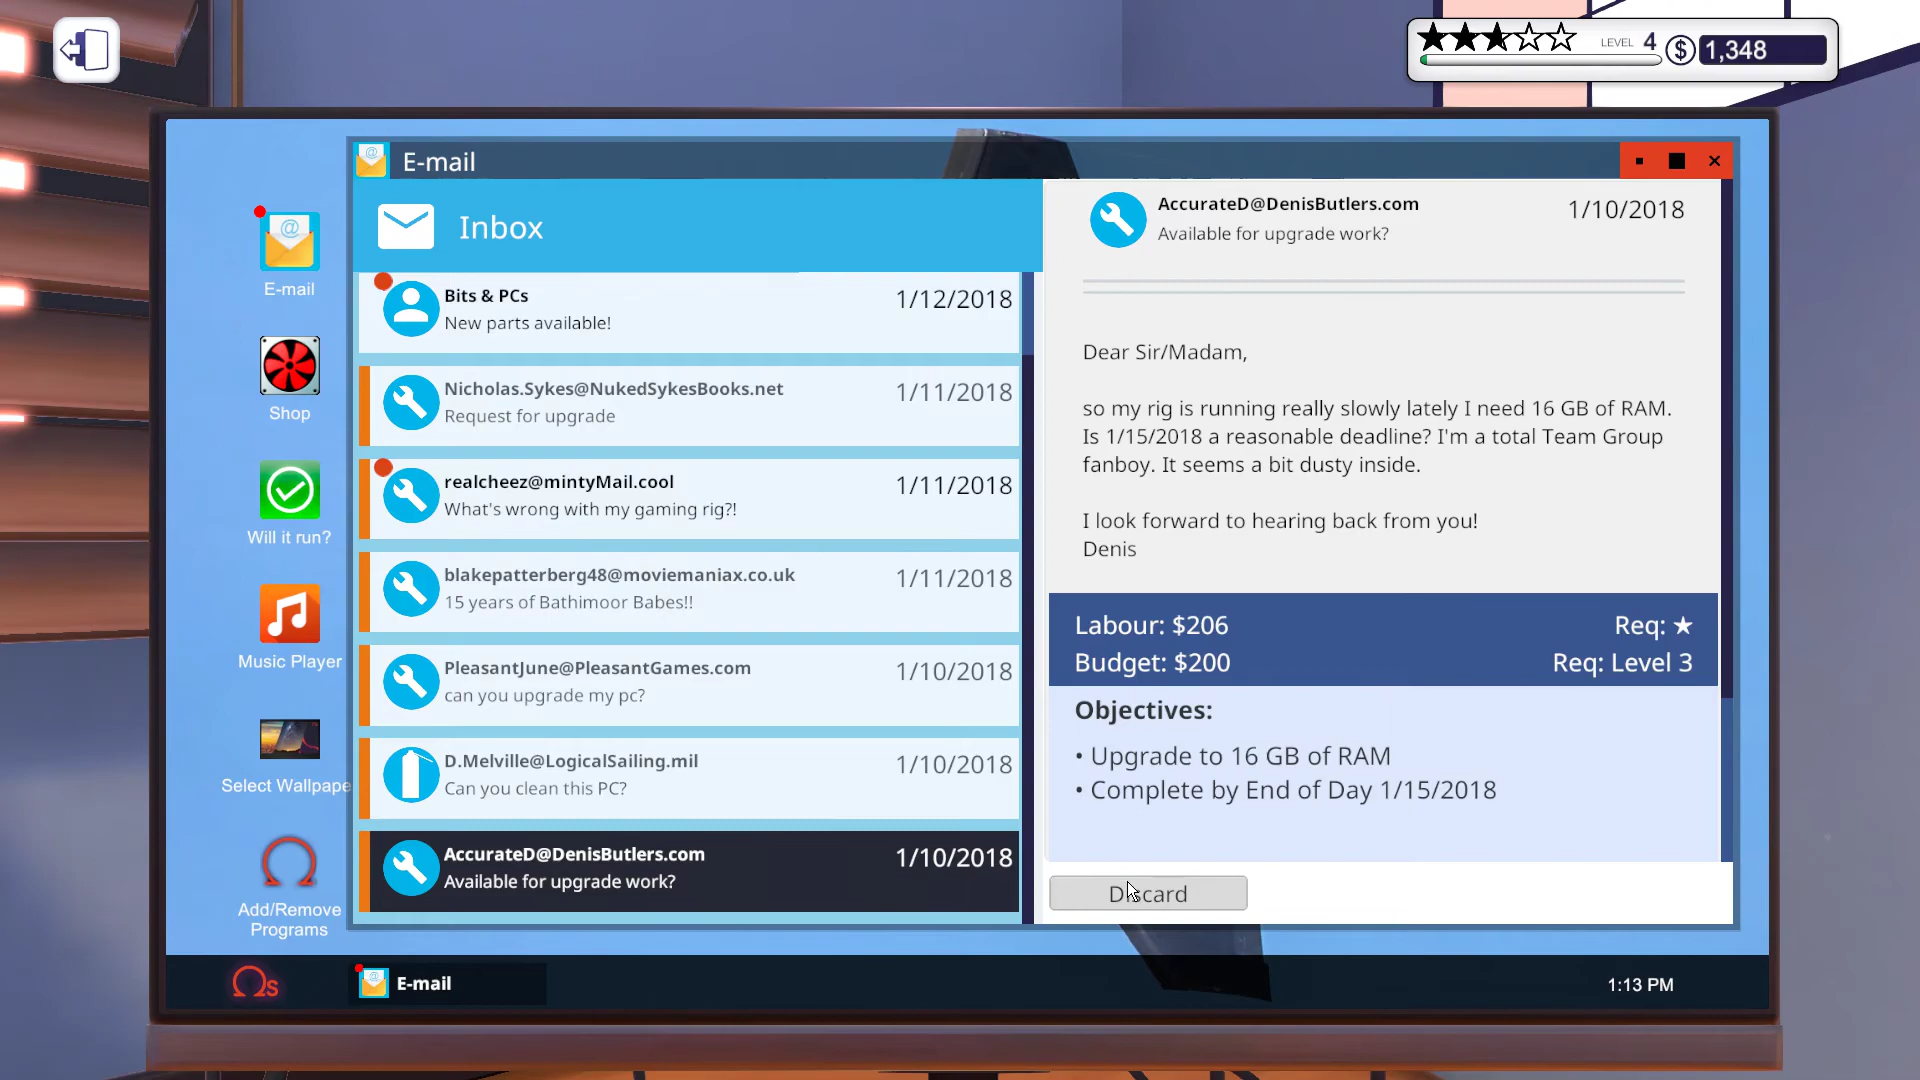 LEVEL 4
$ 1,348
E-mail
Inbox
Bits & PCs
1/12/2018
New parts available!
Nicholas.Sykes@NukedSykesBooks.net
1/11/2018
Request for upgrade
realcheez@mintyMail.cool
1/11/2018
What's wrong with my gaming rig?!
blakepatterberg48@moviemaniax.co.uk
1/11/2018
15 years of Bathimoor Babes!!
PleasantJune@PleasantGames.com
1/10/2018
can you upgrade my pc?
D.Melville@LogicalSailing.mil
1/10/2018
Can you clean this PC?
AccurateD@DenisButlers.com
1/10/2018
Available for upgrade work?
AccurateD@DenisButlers.com
1/10/2018
Available for upgrade work?
Dear Sir/Madam,
so my rig is running really slowly lately I need 16 GB of RAM.
Is 1/15/2018 a reasonable deadline? I'm a total Team Group
fanboy. It seems a bit dusty inside.
I look forward to hearing back from you!
Denis
Labour: $206
Req: ★
Budget: $200
Req: Level 3
Objectives:
• Upgrade to 16 GB of RAM
• Complete by End of Day 1/15/2018
Discard
E-mail
Shop
Will it run?
Music Player
Select Wallpape
Add/Remove
Programs
Ωs
E-mail
1:13 PM